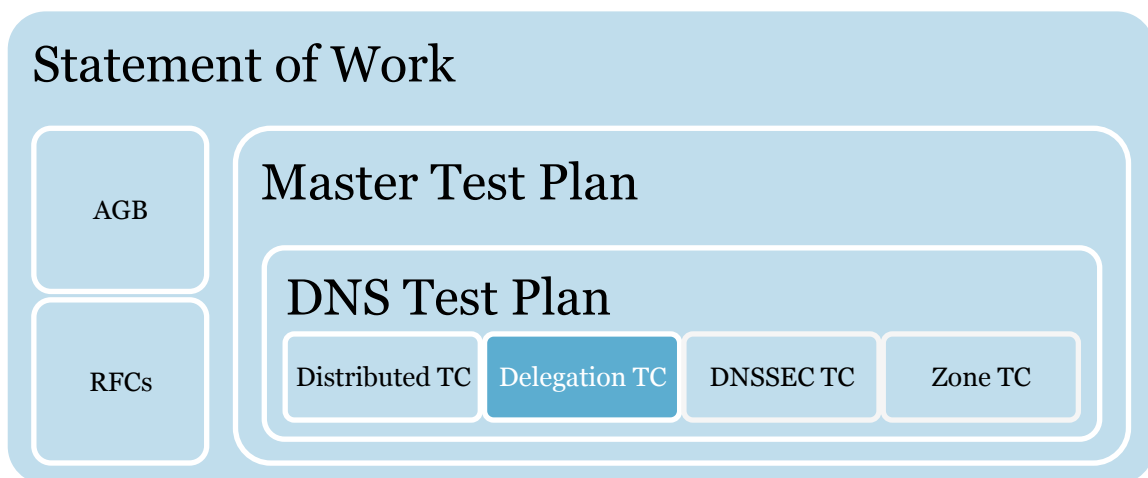 Statement of Work
AGB
RFCs
Master Test Plan
DNS Test Plan
Distributed TC
Delegation TC
DNSSEC TC
Zone TC